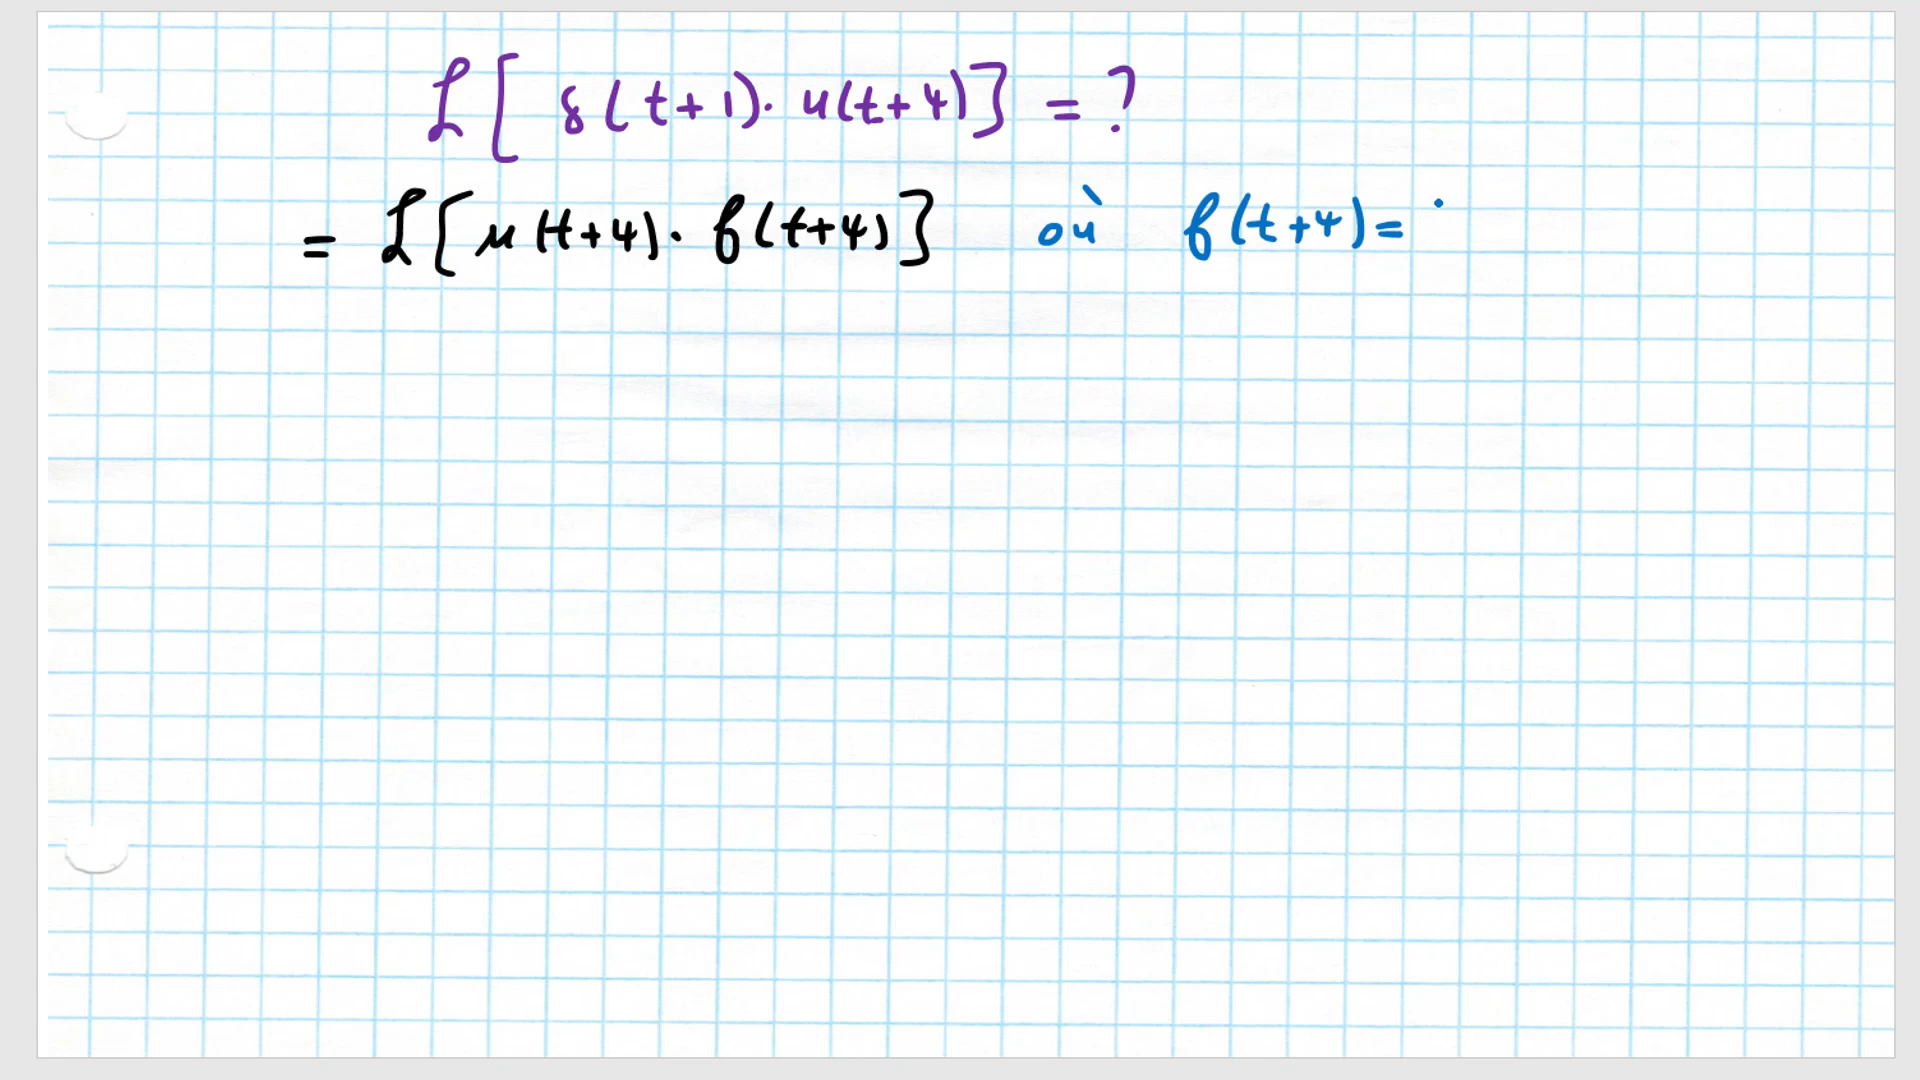 ℒ[ δ(t+1)· u(t+4)] = ?
= ℒ[u(t+4)· f(t+4)] où f(t+4)=